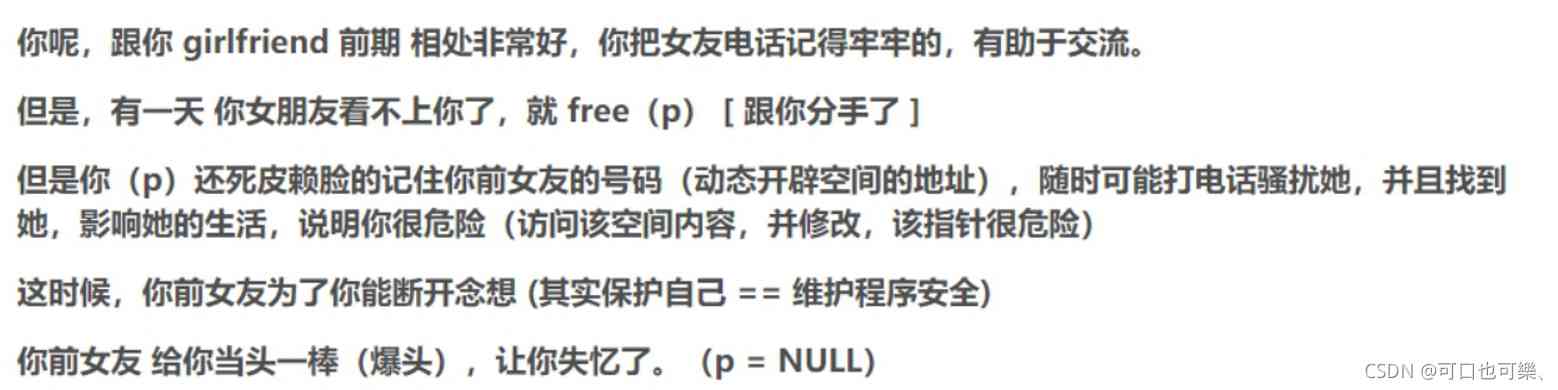 你呢，跟你 girlfriend 前期 相处非常好，你把女友电话记得牢牢的，有助于交流。
但是，有一天 你女朋友看不上你了，就 free（p） [ 跟你分手了 ]
但是你（p）还死皮赖脸的记住你前女友的号码（动态开辟空间的地址），随时可能打电话骚扰她，并且找到
她，影响她的生活，说明你很危险（访问该空间内容，并修改，该指针很危险）
这时候，你前女友为了你能断开念想 (其实保护自己 == 维护程序安全)
你前女友 给你当头一棒（爆头），让你失忆了。（p = NULL）
CSDN @可口也可樂、